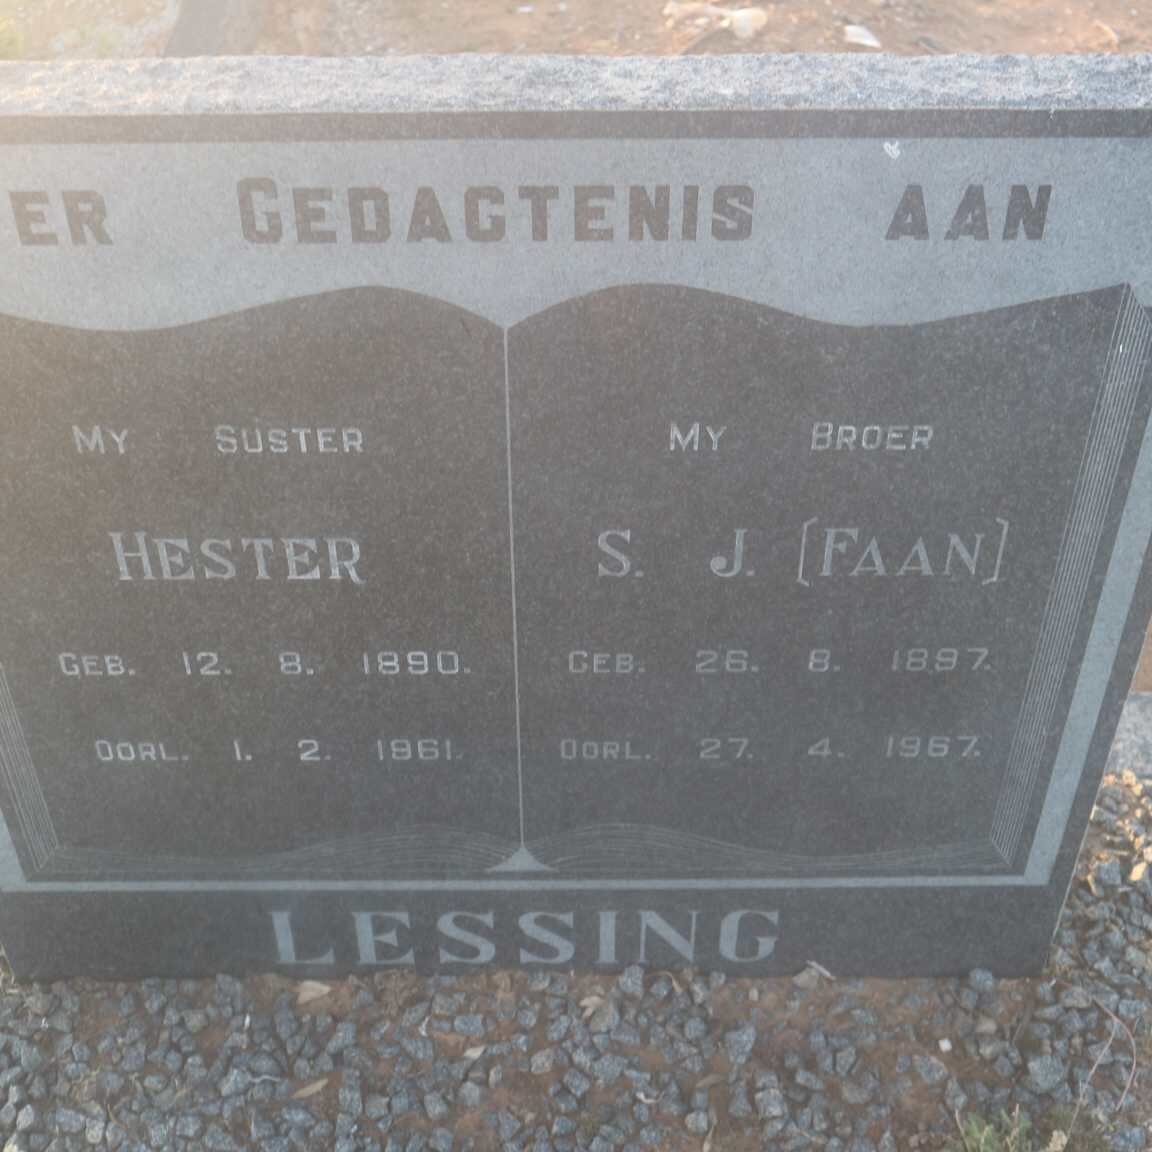 ER GEDAGTENIS AAN
MY SUSTER
HESTER
GEB. 12. 8. 1890.
OORL. 1. 2. 1961.
MY BROER
S. J. (FAAN)
GEB. 26. 8. 1897.
OORL. 27. 4. 1967.
LESSING